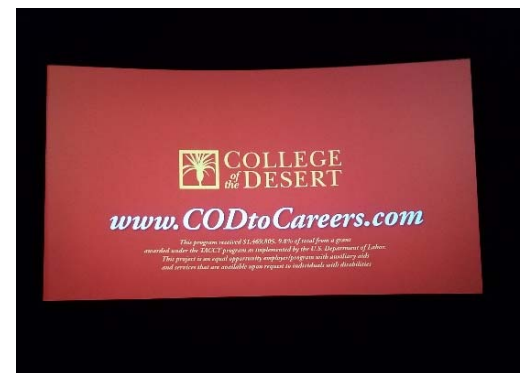 COLLEGE
of the DESERT
www.CODtoCareers.com
This program received $1,469,805, 9.8% of total from a grant
awarded under the TACCT program as implemented by the U.S. Department of Labor.
This project is an equal opportunity employer/program with auxiliary aids
and services that are available upon request to individuals with disabilities